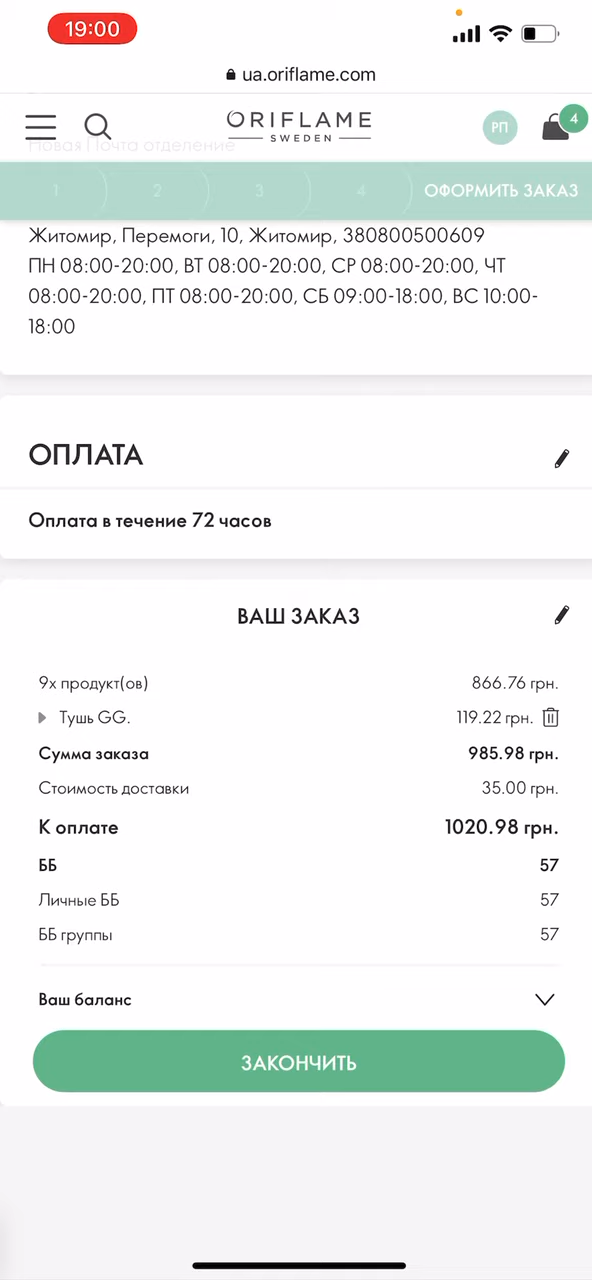 19:00
ua.oriflame.com
ORIFLAME
SWEDEN
РП
4
Новая Почта отделение
1 2 3 4 ОФОРМИТЬ ЗАКАЗ
Житомир, Перемоги, 10, Житомир, 380800500609
ПН 08:00-20:00, ВТ 08:00-20:00, СР 08:00-20:00, ЧТ
08:00-20:00, ПТ 08:00-20:00, СБ 09:00-18:00, ВС 10:00-
18:00
ОПЛАТА
Оплата в течение 72 часов
ВАШ ЗАКАЗ
9x продукт(ов) 866.76 грн.
Тушь GG. 119.22 грн.
Сумма заказа 985.98 грн.
Стоимость доставки 35.00 грн.
К оплате 1020.98 грн.
ББ 57
Личные ББ 57
ББ группы 57
Ваш баланс
ЗАКОНЧИТЬ